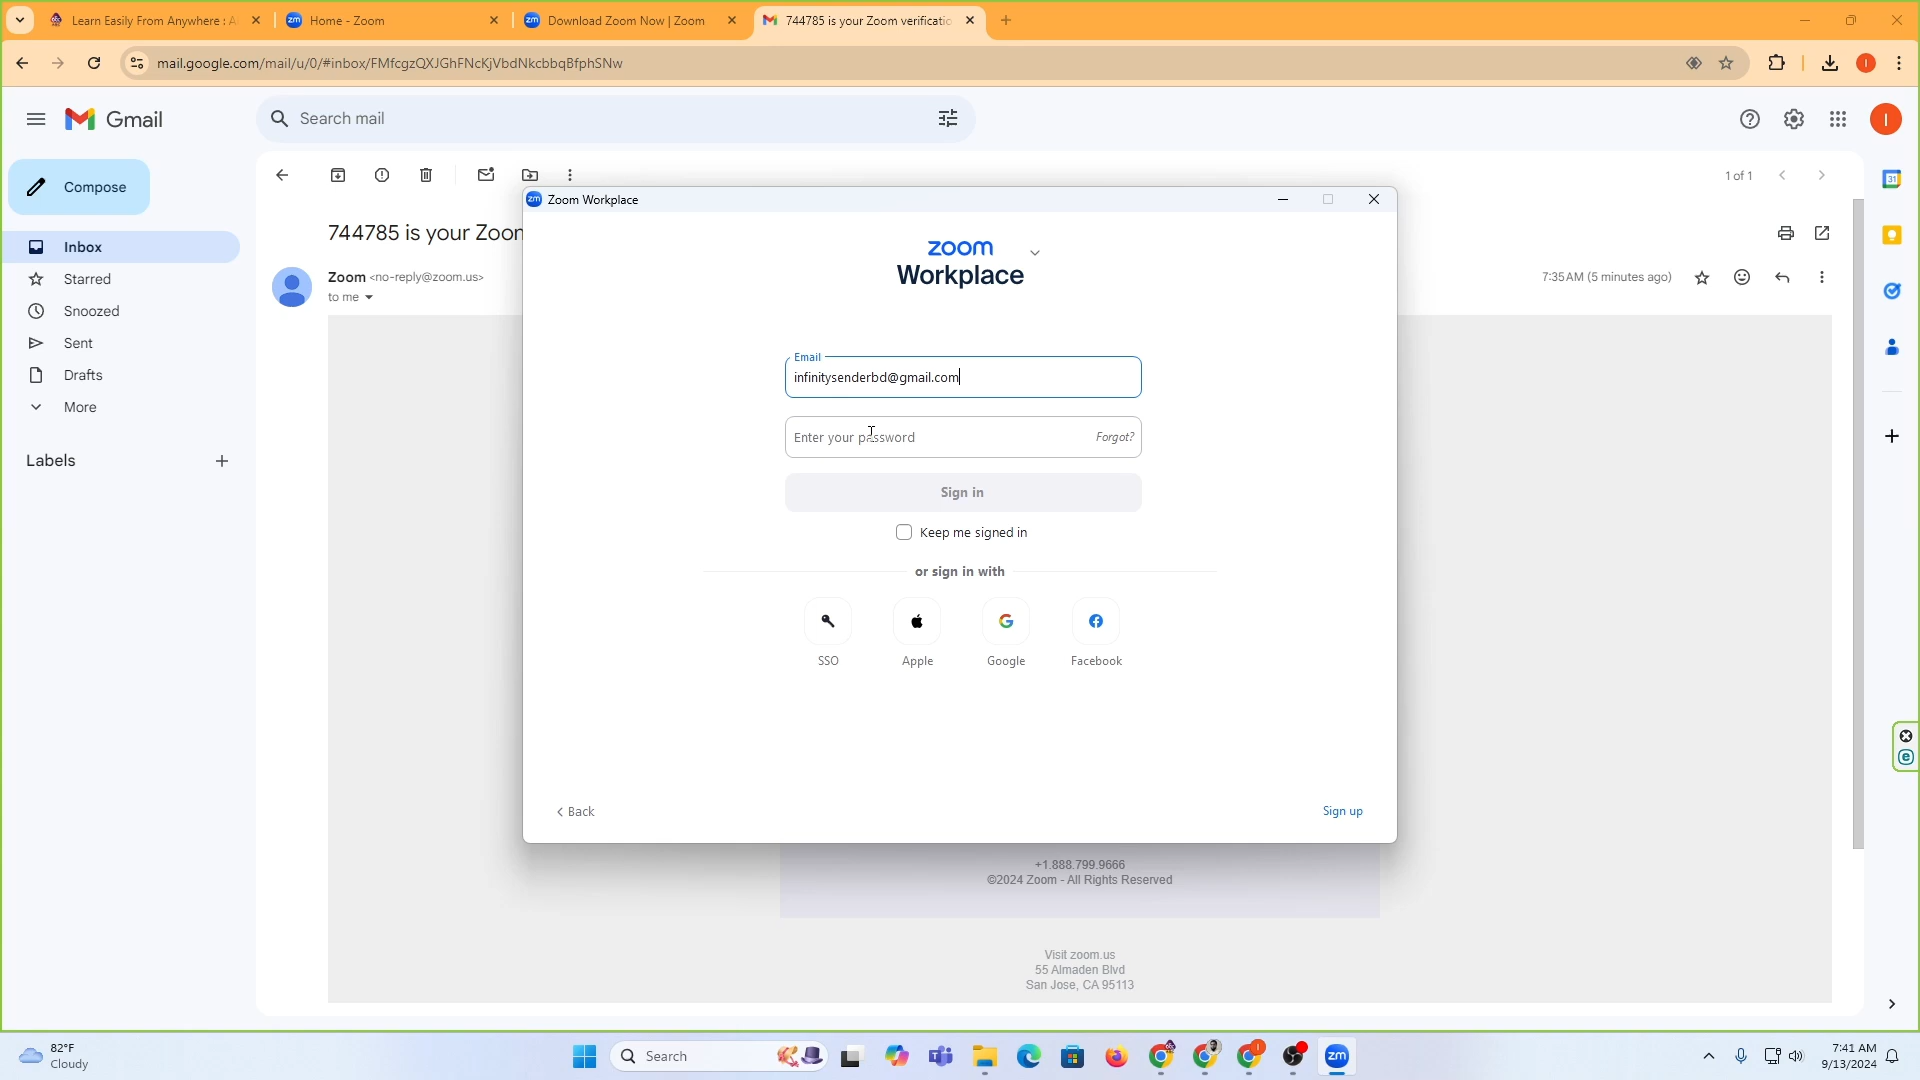 Learn Easily From Anywhere : A
Home - Zoom
Download Zoom Now | Zoom
744785 is your Zoom verificatio
mail.google.com/mail/u/0/#inbox/FMfcgzQXJGhFNcKjVbdNkcbbqBfphSNw
Gmail
Search mail
Compose
Inbox
Starred
Snoozed
Sent
Drafts
More
Labels
1 of 1
744785 is your Zoom
Zoom <no-reply@zoom.us>
to me
7:35 AM (5 minutes ago)
Zoom Workplace
zoom
Workplace
Email
infinitysenderbd@gmail.com
Enter your password
Forgot?
Sign in
Keep me signed in
or sign in with
SSO
Apple
Google
Facebook
Back
Sign up
+1.888.799.9666
©2024 Zoom - All Rights Reserved
Visit zoom.us
55 Almaden Blvd
San Jose, CA 95113
82°F
Cloudy
Search
7:41 AM
9/13/2024